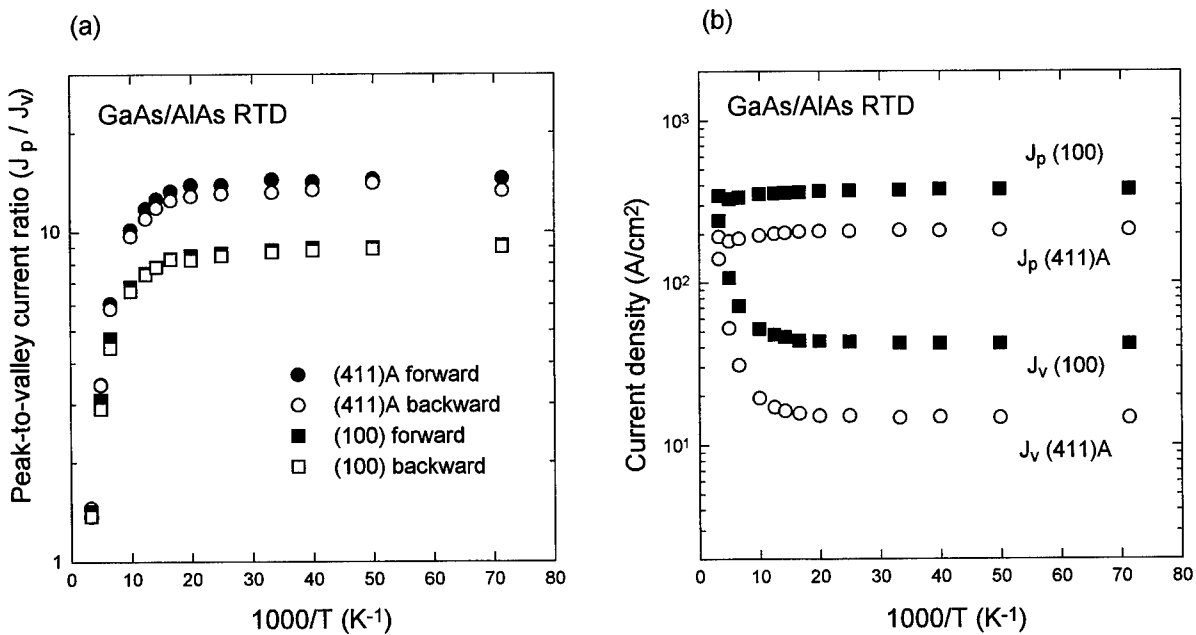 (a)
Peak-to-valley current ratio (Jp / Jv)
GaAs/AlAs RTD
10
1
(411)A forward
(411)A backward
(100) forward
(100) backward
0 10 20 30 40 50 60 70 80
1000/T (K-1)
(b)
Current density (A/cm2)
GaAs/AlAs RTD
10³
10²
10¹
Jp (100)
Jp (411)A
Jv (100)
Jv (411)A
0 10 20 30 40 50 60 70 80
1000/T (K-1)